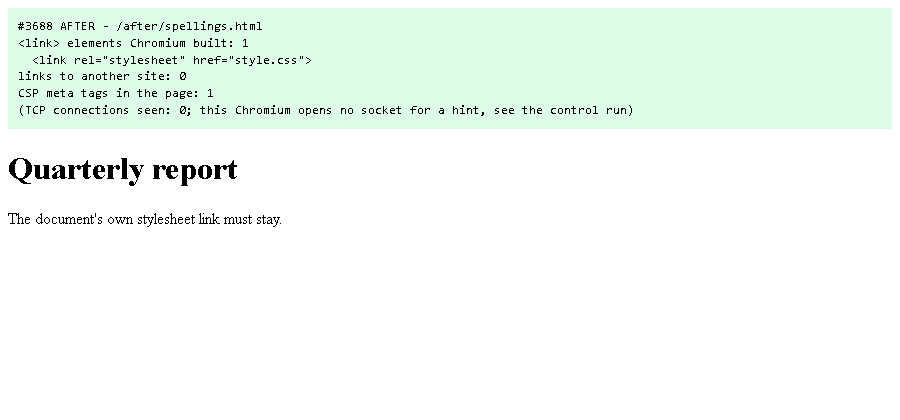 #3688 AFTER - /after/spellings.html
<link> elements Chromium built: 1
<link rel="stylesheet" href="style.css">
links to another site: 0
CSP meta tags in the page: 1
(TCP connections seen: 0; this Chromium opens no socket for a hint, see the control run)
Quarterly report
The document's own stylesheet link must stay.